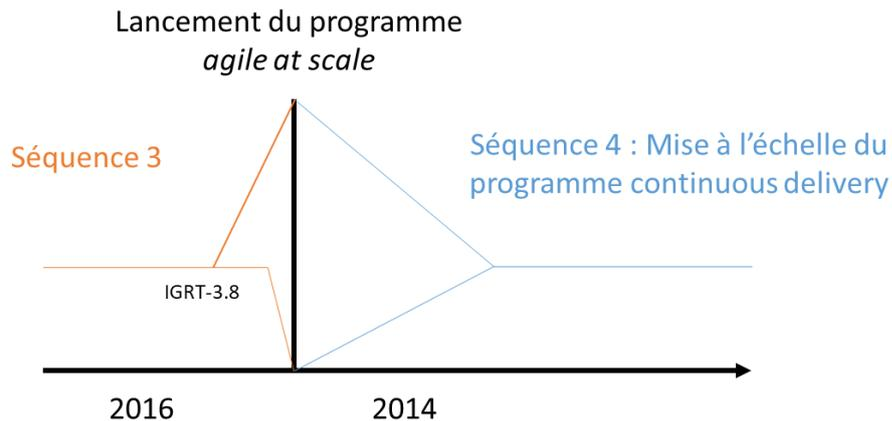 Lancement du programme
agile at scale
Séquence 3
Séquence 4 : Mise à l’échelle du
programme continuous delivery
IGRT-3.8
2016
2014